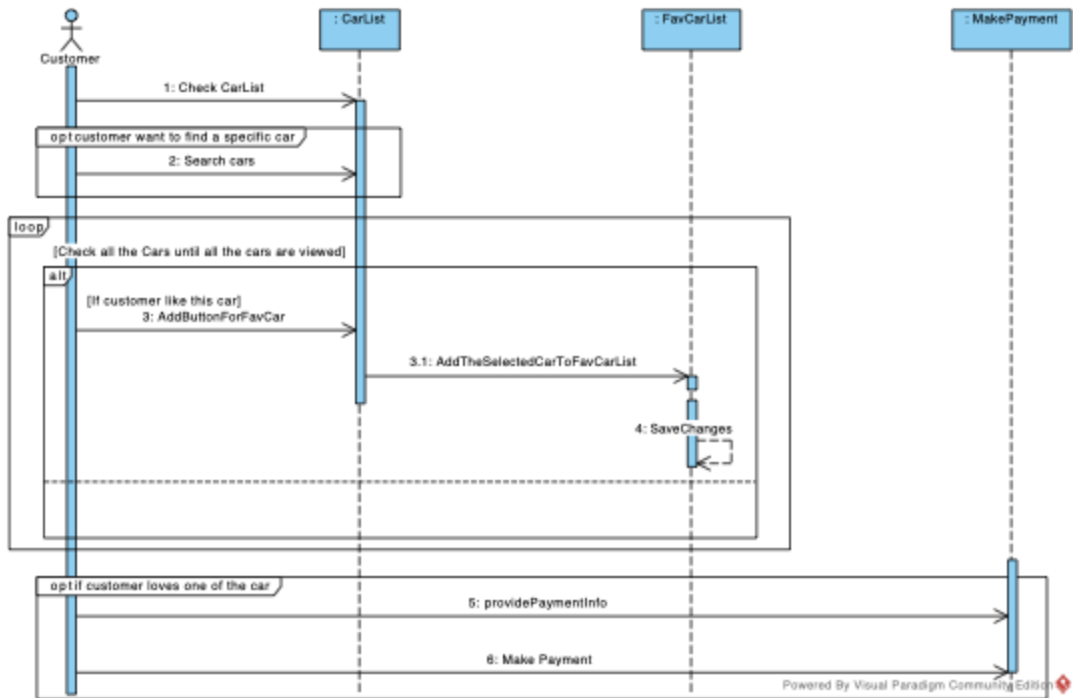 : CarList
: FavCarList
: MakePayment
Customer
1: Check CarList
opt customer want to find a specific car
2: Search cars
loop
[Check all the Cars until all the cars are viewed]
alt
[If customer like this car]
3: AddButtonForFavCar
3.1: AddTheSelectedCarToFavCarList
4: SaveChanges
opt if customer loves one of the car
5: providePaymentInfo
6: Make Payment
Powered By Visual Paradigm Community Edition